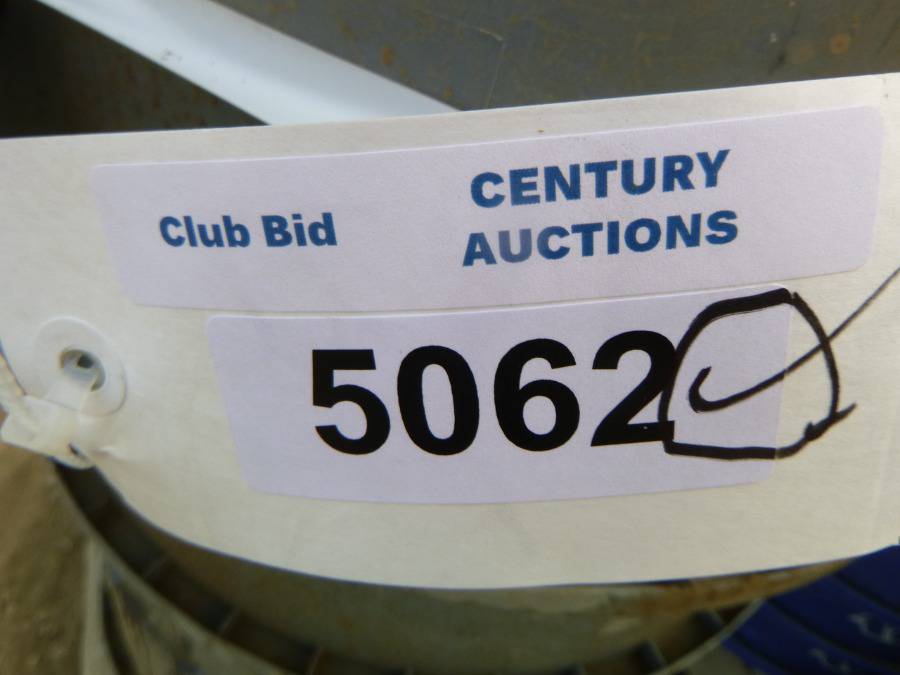 Club Bid
CENTURY
AUCTIONS
5062